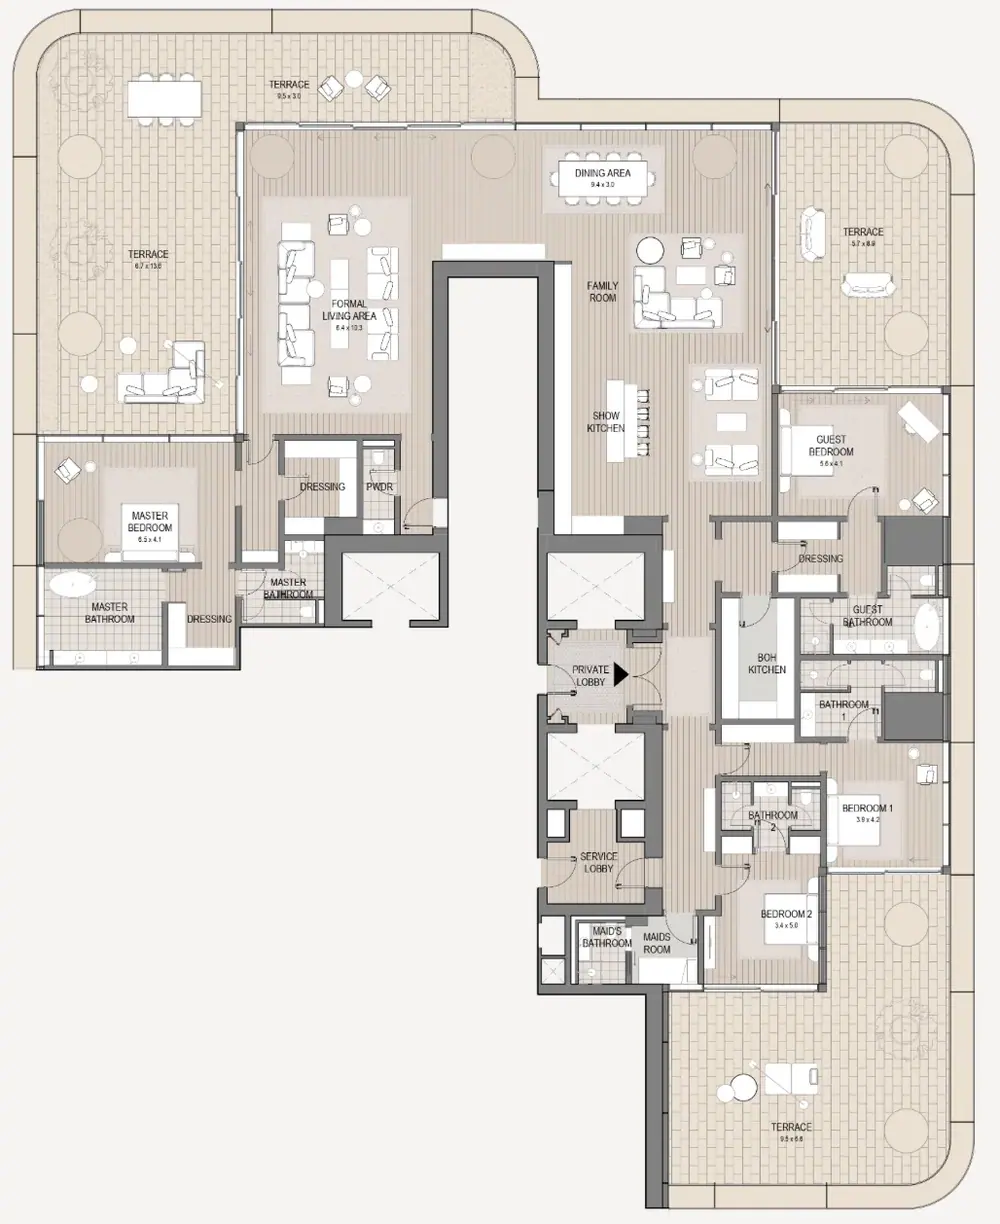 TERRACE
9.5 x 3.0
DINING AREA
9.4 x 3.0
TERRACE
5.7 x 8.9
TERRACE
6.7 x 13.6
FAMILY
ROOM
FORMAL
LIVING AREA
6.4 x 10.3
SHOW
KITCHEN
GUEST
BEDROOM
5.6 x 4.1
DRESSING
PWDR
MASTER
BEDROOM
6.5 x 4.1
DRESSING
MASTER
BATHROOM
MASTER
BATHROOM
DRESSING
GUEST
BATHROOM
BOH
KITCHEN
PRIVATE
LOBBY
BATHROOM
1
BEDROOM 1
3.9 x 4.2
BATHROOM
2
SERVICE
LOBBY
BEDROOM 2
3.4 x 5.0
MAID'S
BATHROOM
MAIDS
ROOM
TERRACE
9.5 x 6.6